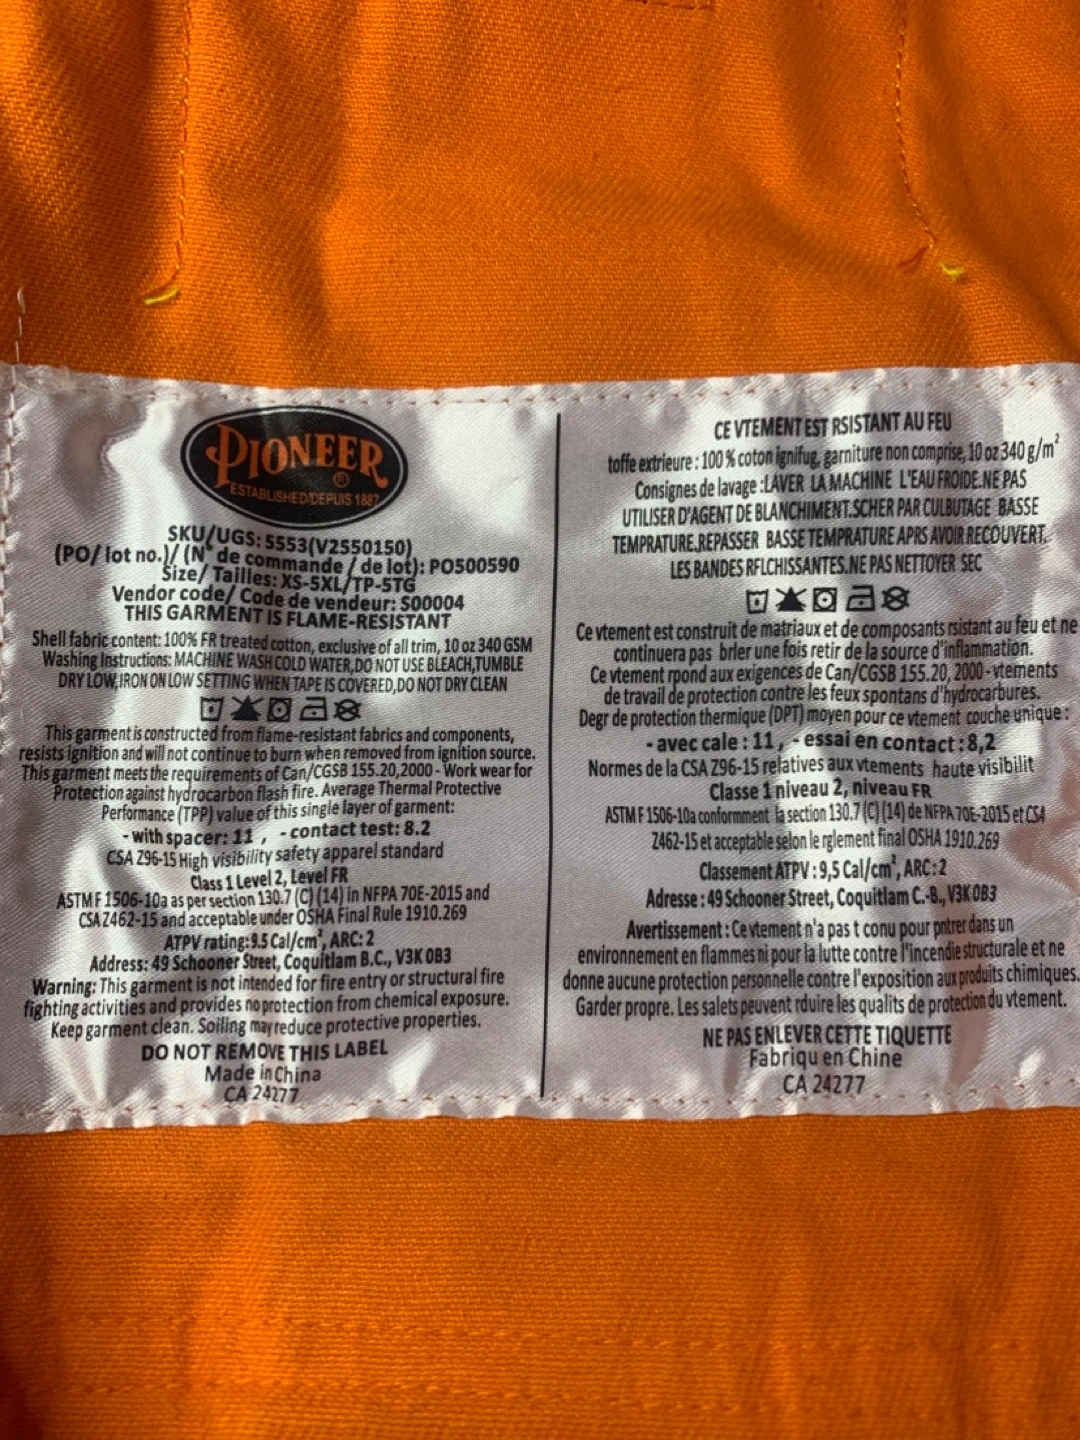 PIONEER
®
ESTABLISHED/DEPUIS 1887
SKU/UGS: 5553(V2550150)
(PO/ lot no.)/ (N° de commande / de lot): PO500590
Size/ Tailles: XS-5XL/TP-5TG
Vendor code/ Code de vendeur: S00004
THIS GARMENT IS FLAME-RESISTANT
Shell fabric content: 100% FR treated cotton, exclusive of all trim, 10 oz 340 GSM
Washing Instructions: MACHINE WASH COLD WATER,DO NOT USE BLEACH,TUMBLE
DRY LOW,IRON ON LOW SETTING WHEN TAPE IS COVERED,DO NOT DRY CLEAN
This garment is constructed from flame-resistant fabrics and components,
resists ignition and will not continue to burn when removed from ignition source.
This garment meets the requirements of Can/CGSB 155.20,2000 - Work wear for
Protection against hydrocarbon flash fire. Average Thermal Protective
Performance (TPP) value of this single layer of garment:
- with spacer: 11 , - contact test: 8.2
CSA Z96-15 High visibility safety apparel standard
Class 1 Level 2, Level FR
ASTM F 1506-10a as per section 130.7 (C) (14) in NFPA 70E-2015 and
CSA Z462-15 and acceptable under OSHA Final Rule 1910.269
ATPV rating:9.5 Cal/cm², ARC: 2
Address: 49 Schooner Street, Coquitlam B.C., V3K 0B3
Warning: This garment is not intended for fire entry or structural fire
fighting activities and provides no protection from chemical exposure.
Keep garment clean. Soiling may reduce protective properties.
DO NOT REMOVE THIS LABEL
Made in China
CA 24277
CE VTEMENT EST RSISTANT AU FEU
toffe extrieure : 100 % coton ignifug, garniture non comprise, 10 oz 340 g/m²
Consignes de lavage :LAVER LA MACHINE L'EAU FROIDE.NE PAS
UTILISER D'AGENT DE BLANCHIMENT.SCHER PAR CULBUTAGE BASSE
TEMPRATURE.REPASSER BASSE TEMPRATURE APRS AVOIR RECOUVERT.
LES BANDES RFLCHISSANTES.NE PAS NETTOYER SEC
Ce vtement est construit de matriaux et de composants rsistant au feu et ne
continuera pas brler une fois retir de la source d'inflammation.
Ce vtement rpond aux exigences de Can/CGSB 155.20, 2000 - vtements
de travail de protection contre les feux spontans d'hydrocarbures.
Degr de protection thermique (DPT) moyen pour ce vtement couche unique :
- avec cale : 11 , - essai en contact : 8,2
Normes de la CSA Z96-15 relatives aux vtements haute visibilit
Classe 1 niveau 2, niveau FR
ASTM F 1506-10a conformment la section 130.7 (C) (14) de NFPA 70E-2015 et CSA
Z462-15 et acceptable selon le rglement final OSHA 1910.269
Classement ATPV : 9,5 Cal/cm², ARC: 2
Adresse : 49 Schooner Street, Coquitlam C.-B., V3K 0B3
Avertissement : Ce vtement n'a pas t conu pour pntrer dans un
environnement en flammes ni pour la lutte contre l'incendie structurale et ne
donne aucune protection personnelle contre l'exposition aux produits chimiques.
Garder propre. Les salets peuvent rduire les qualits de protection du vtement.
NE PAS ENLEVER CETTE TIQUETTE
Fabriqu en Chine
CA 24277